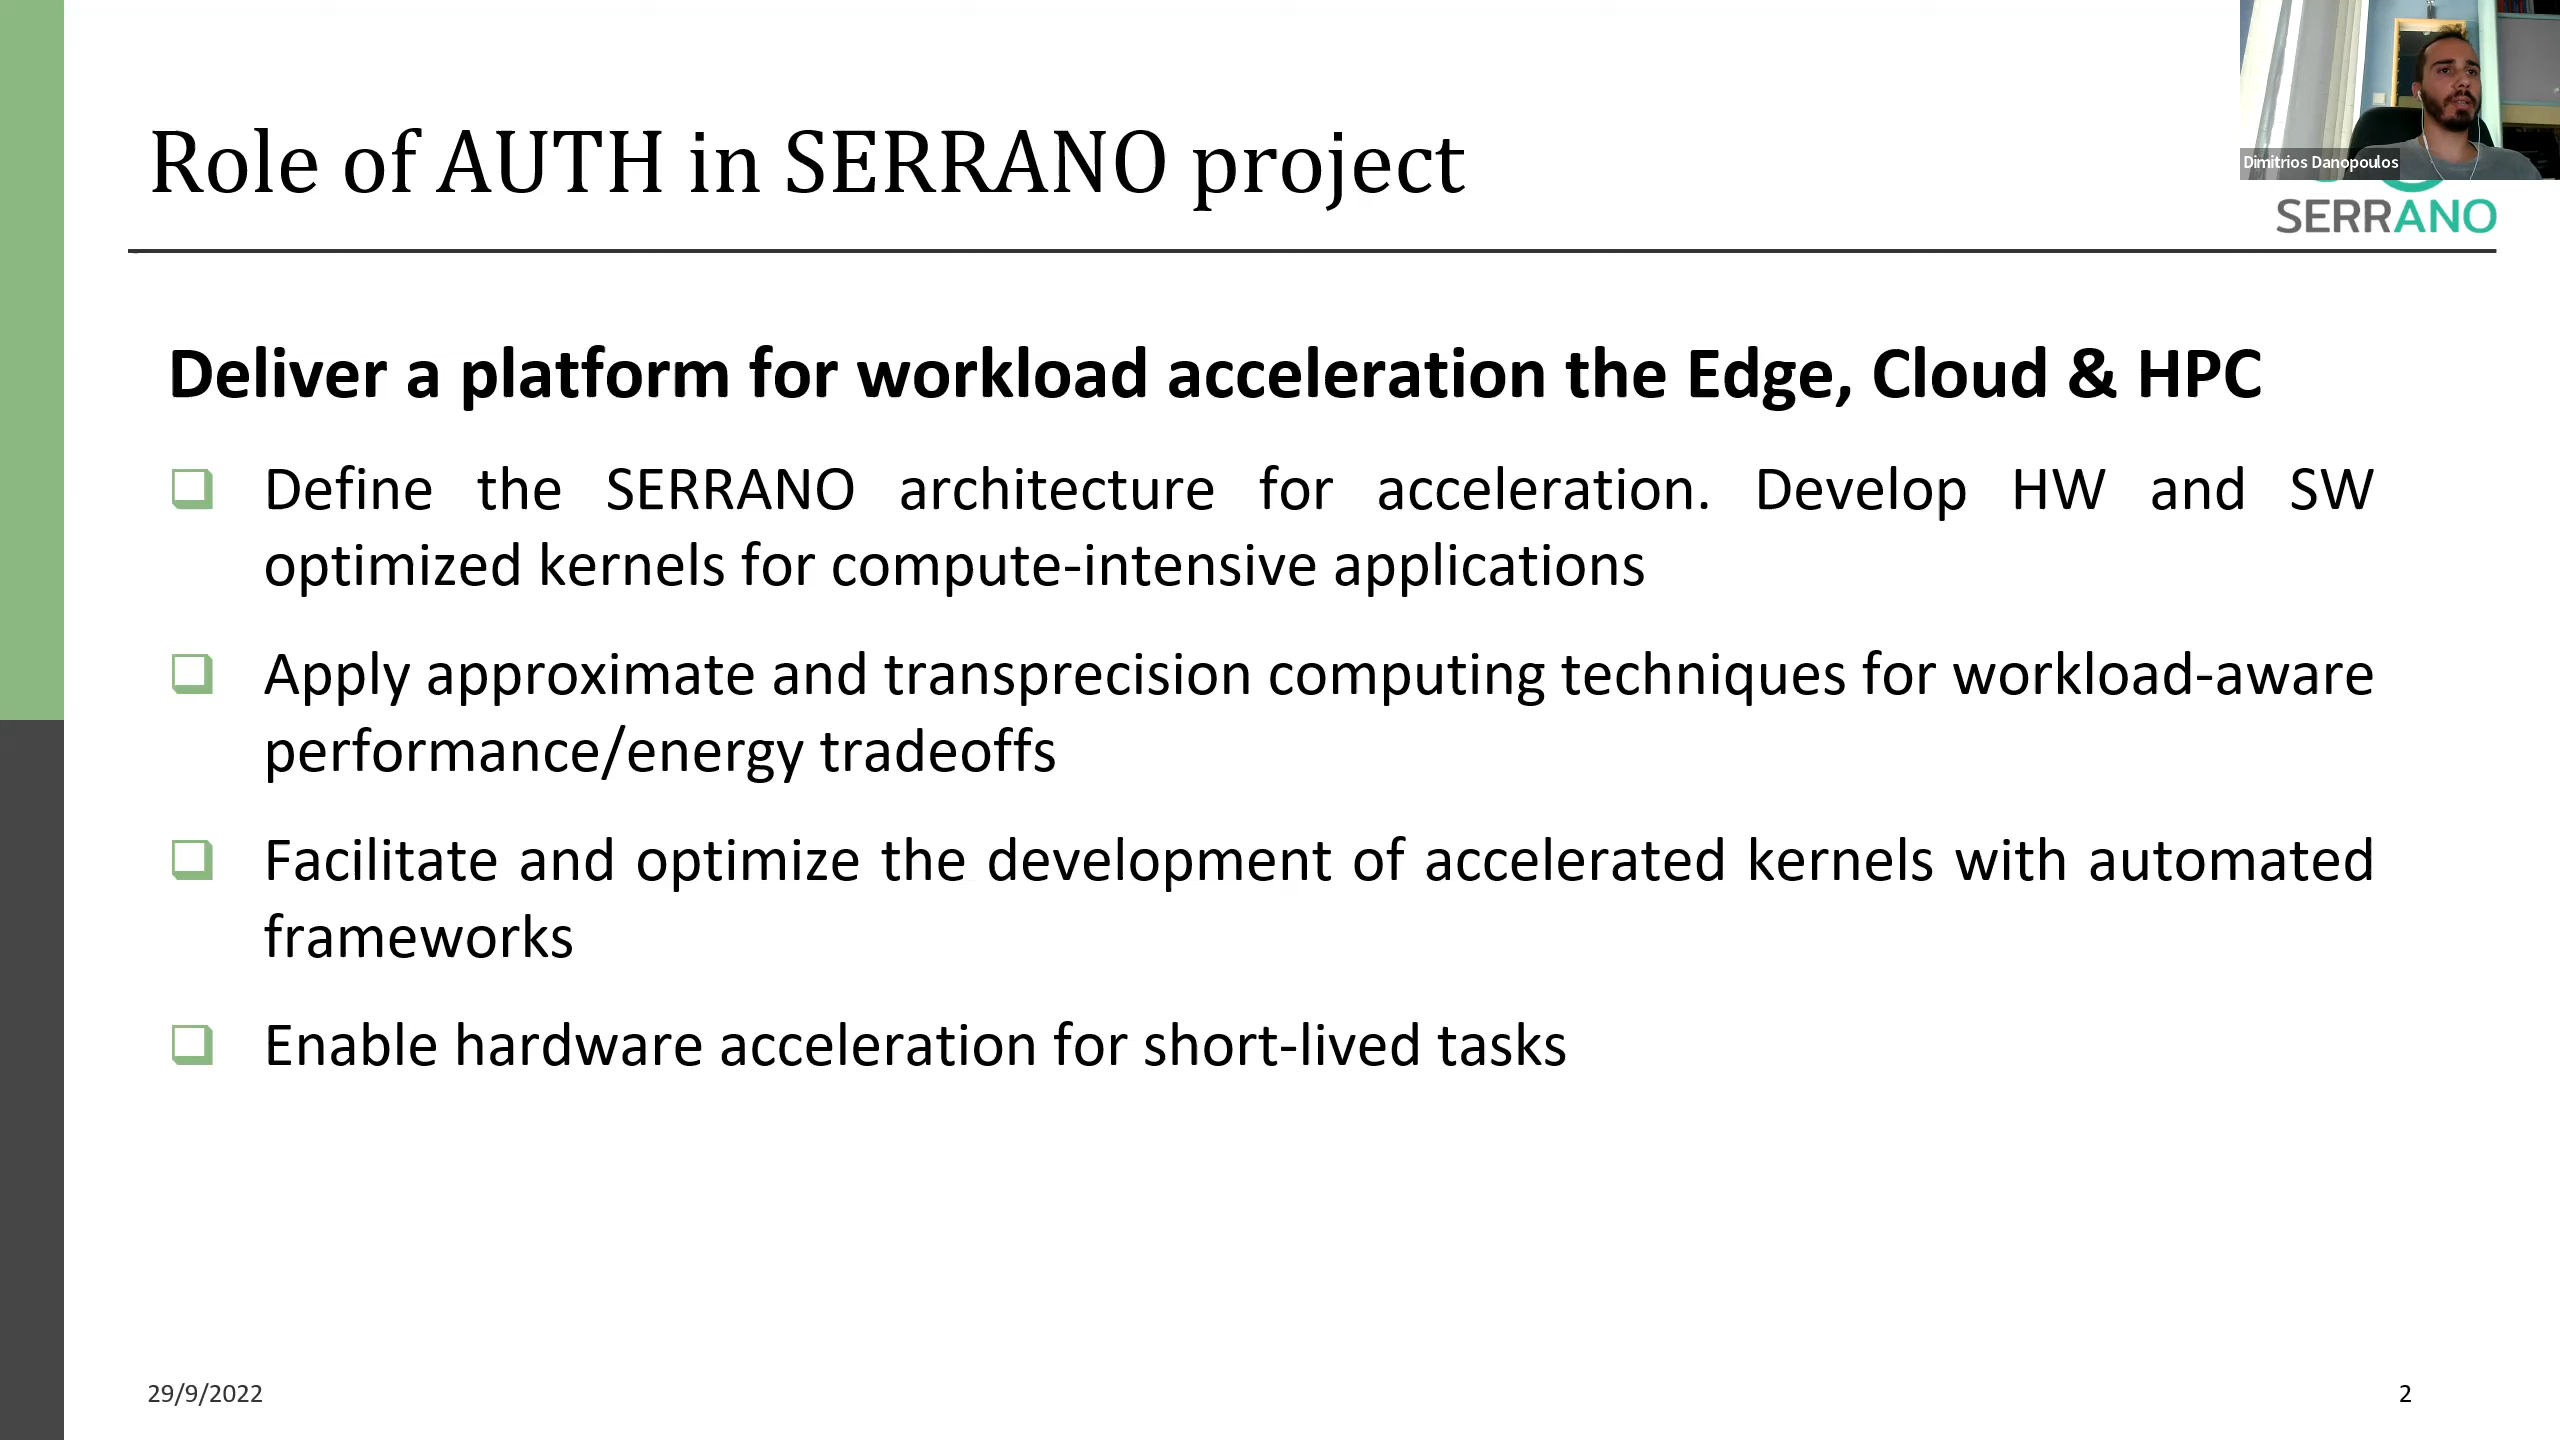 Dimitrios Danopoulos
Role of AUTH in SERRANO project
SERRANO
Deliver a platform for workload acceleration the Edge, Cloud & HPC
Define the SERRANO architecture for acceleration. Develop HW and SW
optimized kernels for compute-intensive applications
Apply approximate and transprecision computing techniques for workload-aware
performance/energy tradeoffs
Facilitate and optimize the development of accelerated kernels with automated
frameworks
Enable hardware acceleration for short-lived tasks
29/9/2022
2